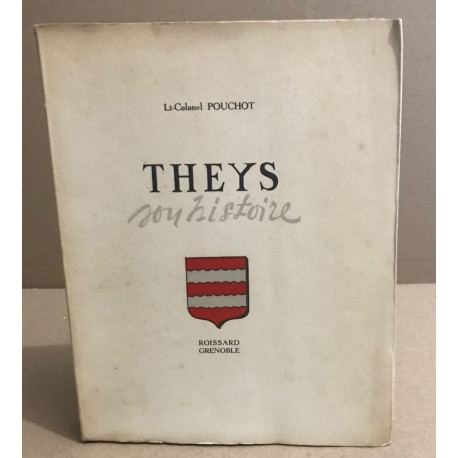 Lt-Colonel POUCHOT
THEYS
son histoire
ROISSARD
GRENOBLE